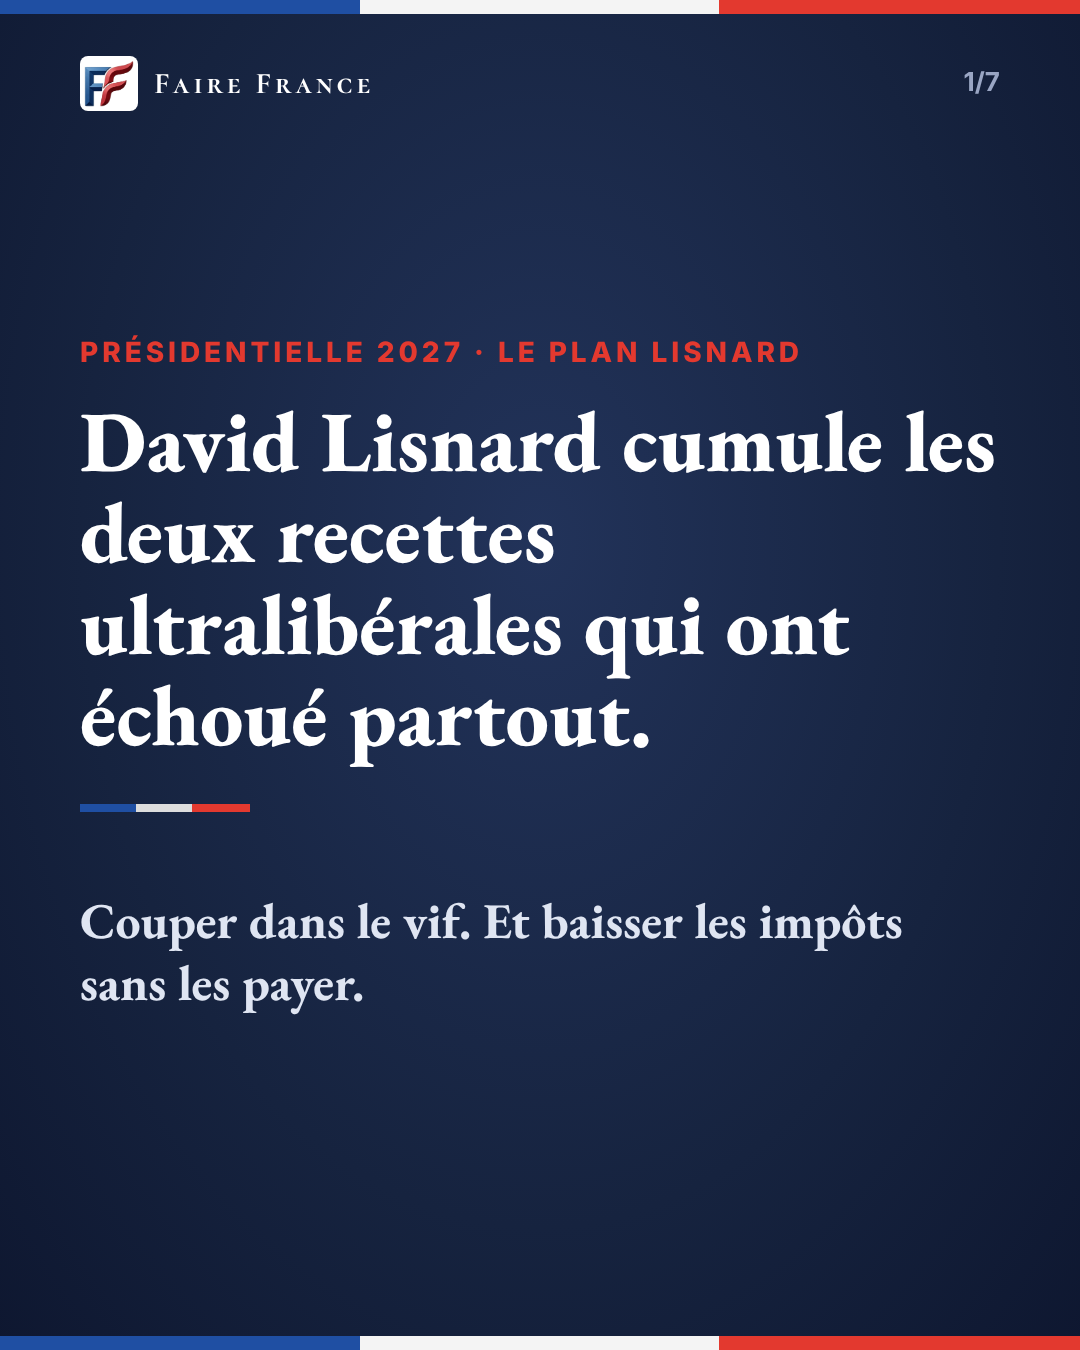 FF
Faire France
1/7
PRÉSIDENTIELLE 2027 · LE PLAN LISNARD
David Lisnard cumule les
deux recettes
ultralibérales qui ont
échoué partout.
Couper dans le vif. Et baisser les impôts
sans les payer.